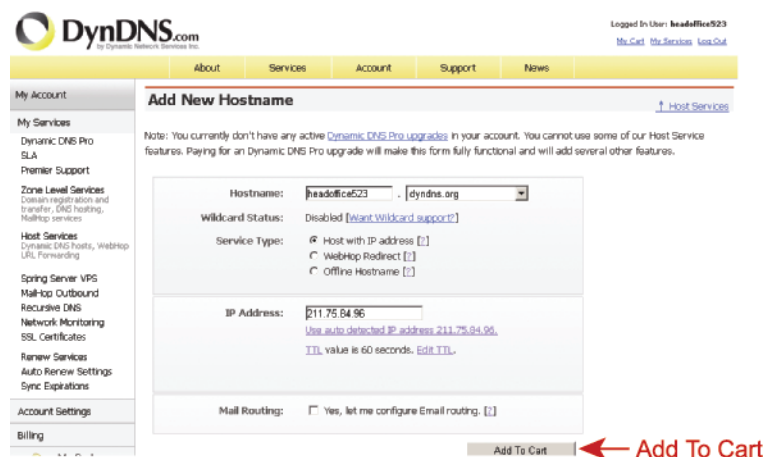 DynDNS.com
by Dynamic Network Services Inc.
Logged In User: headoffice523
My Cart My Services Log Out
About Services Account Support News
My Account
My Services
Dynamic DNS Pro
SLA
Premier Support
Zone Level Services
Domain registration and
transfer, DNS hosting,
MailHop services
Host Services
Dynamic DNS hosts, WebHop
URL Forwarding
Spring Server VPS
MailHop Outbound
Recursive DNS
Network Monitoring
SSL Certificates
Renew Services
Auto Renew Settings
Sync Expirations
Account Settings
Billing
Add New Hostname
↑ Host Services
Note: You currently don't have any active Dynamic DNS Pro upgrades in your account. You cannot use some of our Host Service
features. Paying for an Dynamic DNS Pro upgrade will make this form fully functional and will add several other features.
Hostname: headoffice523 . dyndns.org
Wildcard Status: Disabled [Want Wildcard support?]
Service Type: Host with IP address [?]
WebHop Redirect [?]
Offline Hostname [?]
IP Address: 211.75.84.96
Use auto detected IP address 211.75.84.96.
TTL value is 60 seconds. Edit TTL.
Mail Routing: Yes, let me configure Email routing. [?]
Add To Cart
Add To Cart